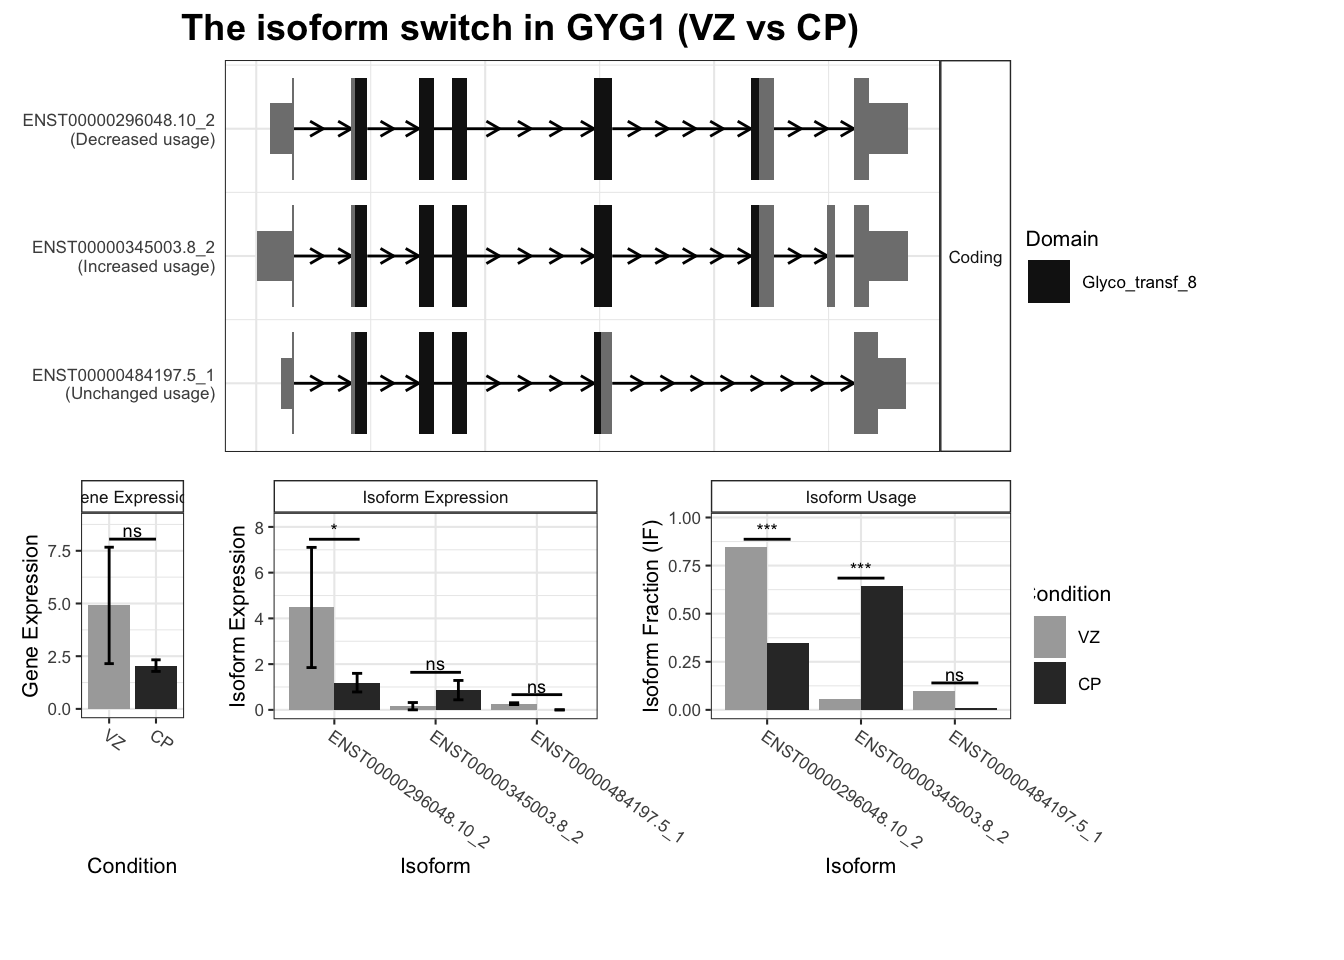 The isoform switch in GYG1 (VZ vs CP)
ENST00000296048.10_2
(Decreased usage)
ENST00000345003.8_2
(Increased usage)
ENST00000484197.5_1
(Unchanged usage)
Coding
Domain
Glyco_transf_8
ene Expressio
Gene Expression
7.5
5.0
2.5
0.0
ns
VZ
CP
Condition
Isoform Expression
Isoform Expression
8
6
4
2
0
*
ns
ns
ENST00000296048.10_2
ENST00000345003.8_2
ENST00000484197.5_1
Isoform
Isoform Usage
Isoform Fraction (IF)
1.00
0.75
0.50
0.25
0.00
***
***
ns
ENST00000296048.10_2
ENST00000345003.8_2
ENST00000484197.5_1
Isoform
ondition
VZ
CP